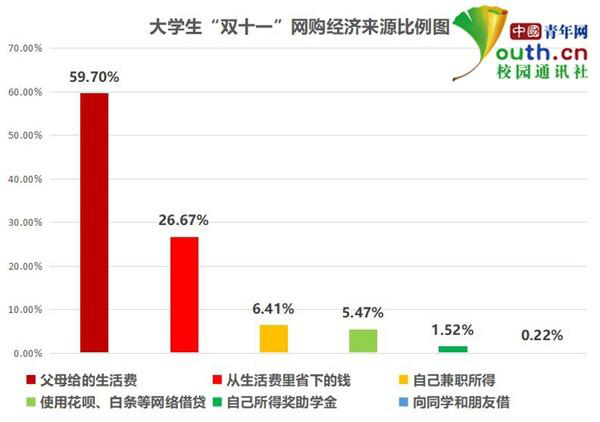 大学生“双十一”网购经济来源比例图
中國青年网
outh.cn
校园通讯社
70.00%
60.00%
50.00%
40.00%
30.00%
20.00%
10.00%
0.00%
59.70%
26.67%
6.41%
5.47%
1.52%
0.22%
父母给的生活费 从生活费里省下的钱 自己兼职所得
使用花呗、白条等网络借贷 自己所得奖助学金 向同学和朋友借